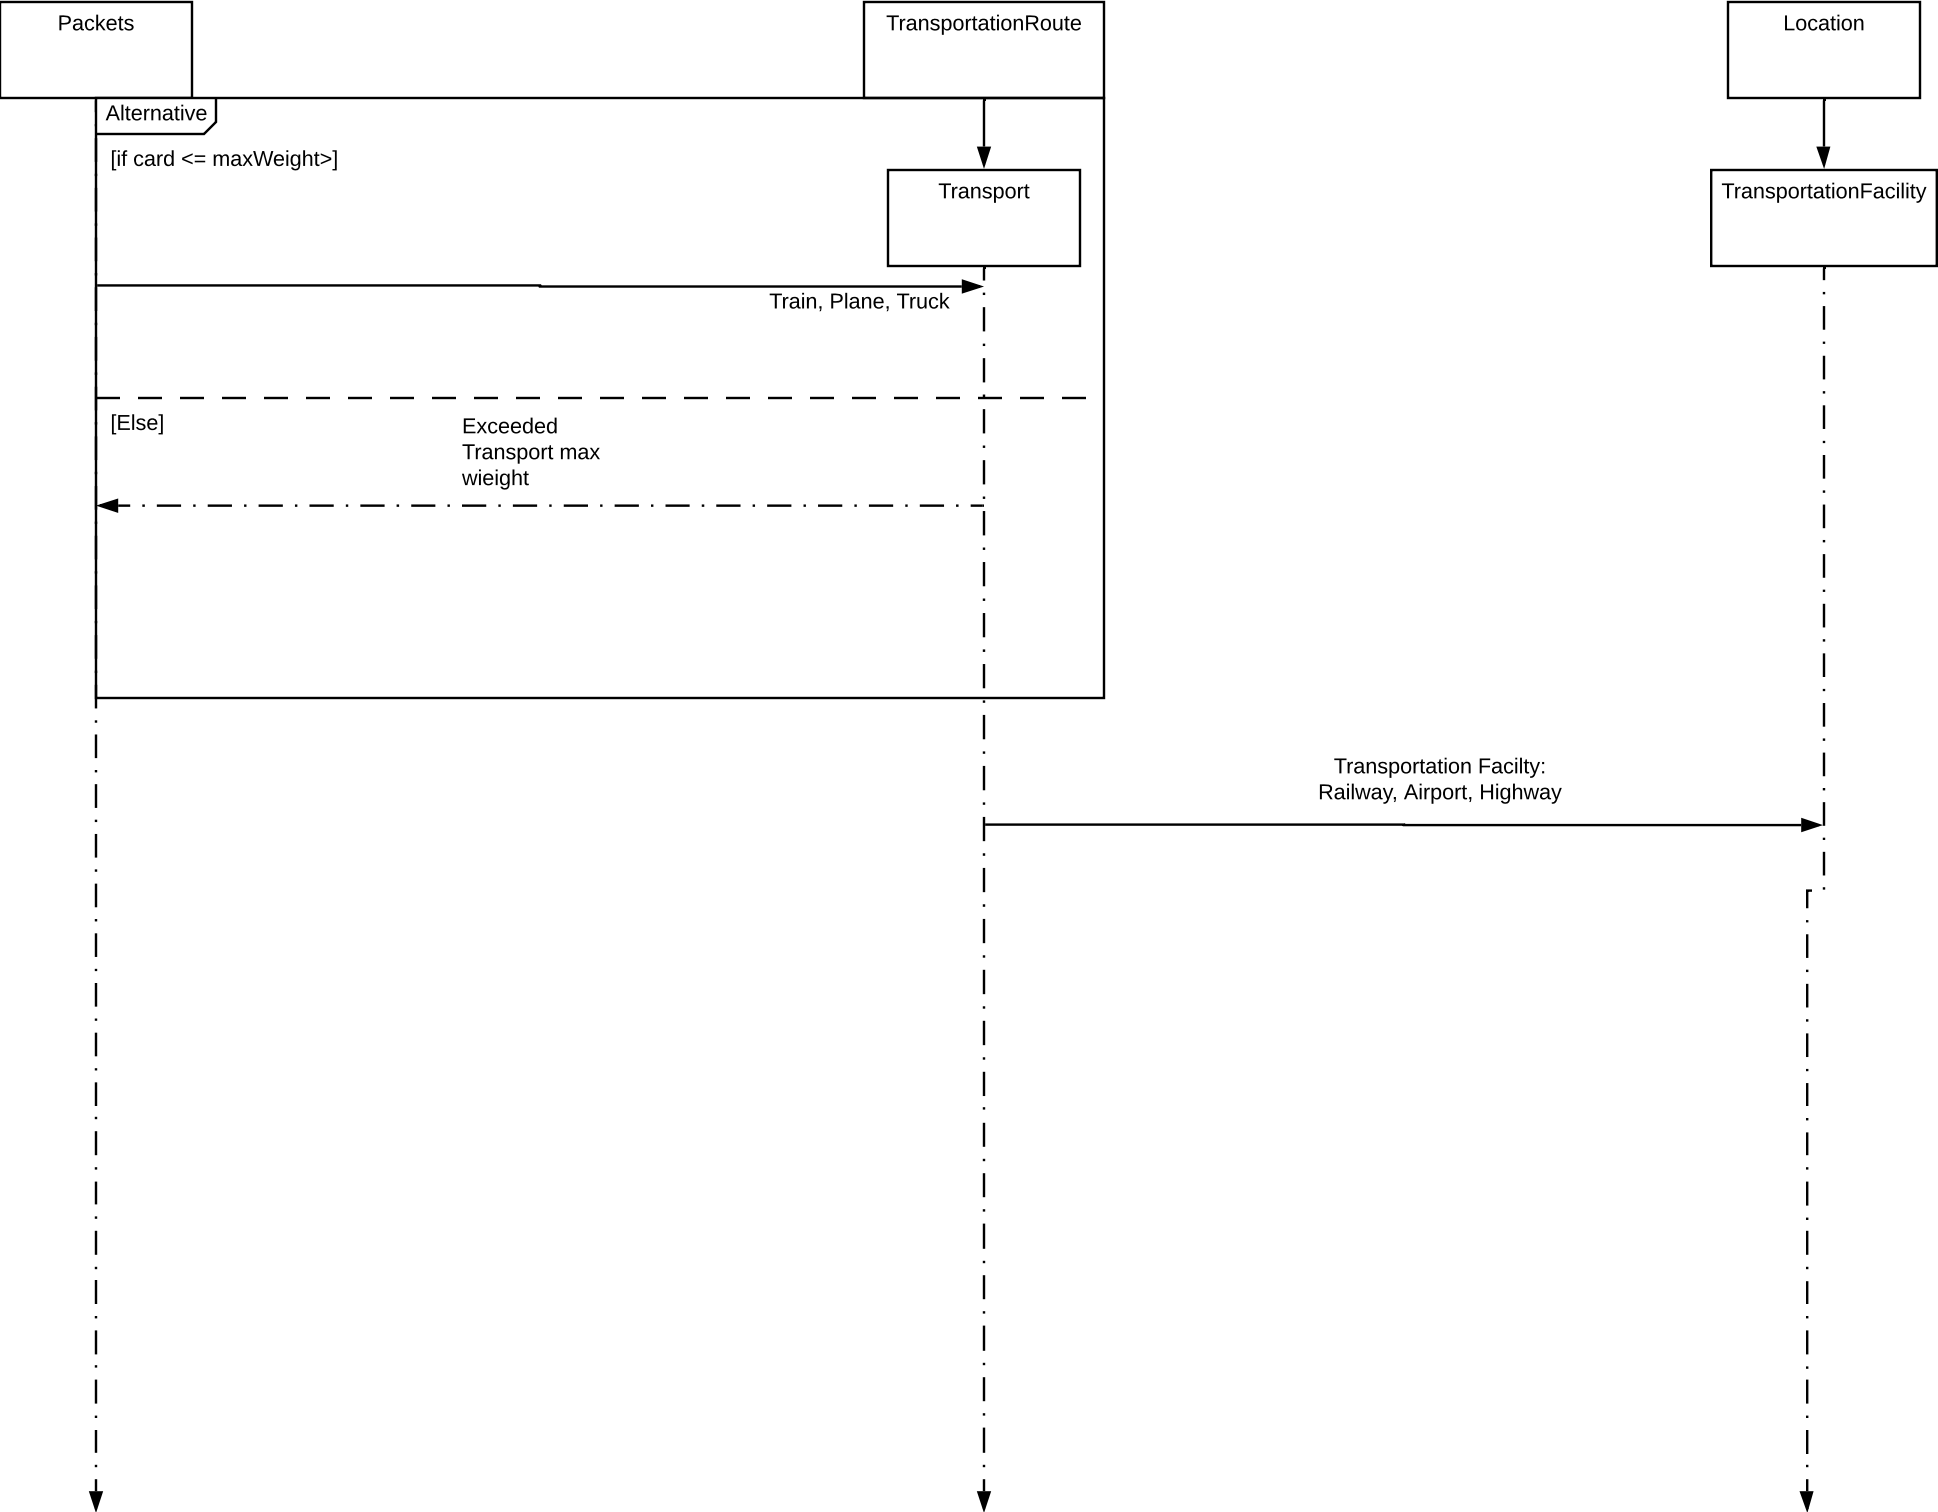 Packets
TransportationRoute
Location
Alternative
[if card <= maxWeight>]
Transport
TransportationFacility
Train, Plane, Truck
[Else]
Exceeded
Transport max
wieight
Transportation Facilty:
Railway, Airport, Highway